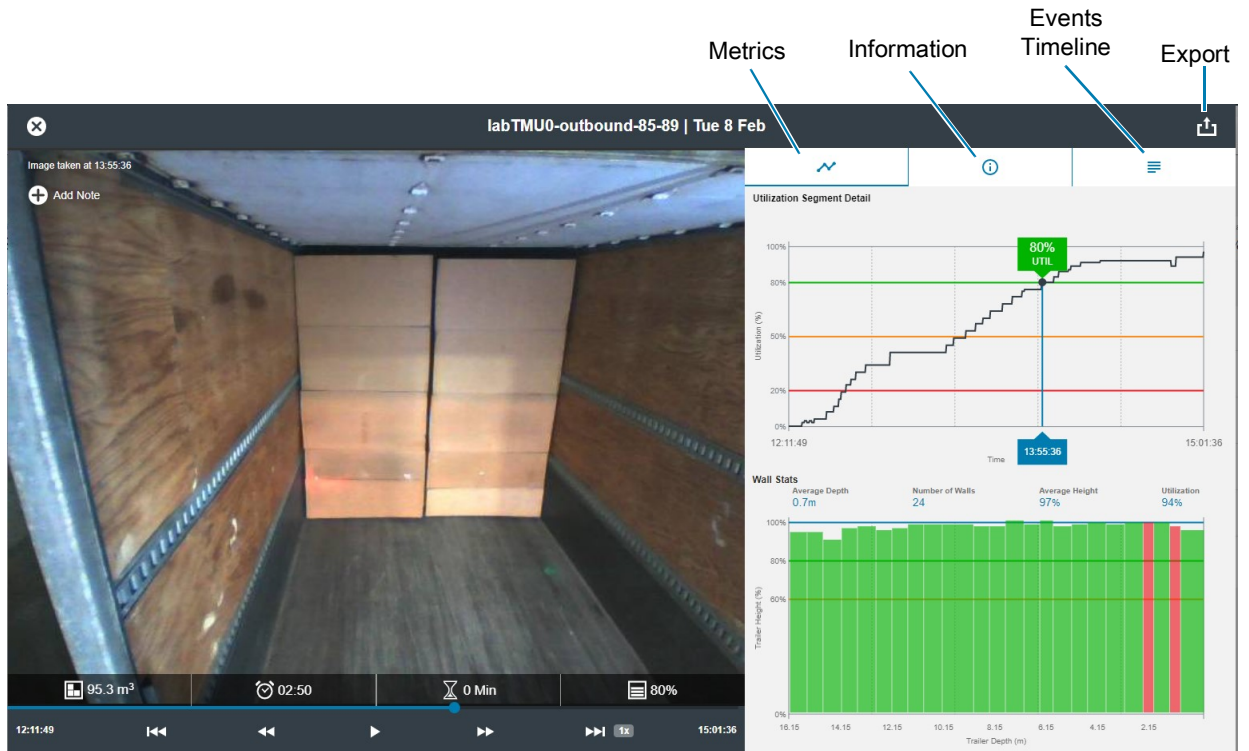 Events
Timeline
Metrics
Information
Export
labTMU0-outbound-85-89 | Tue 8 Feb
Image taken at 13:55:36
Add Note
Utilization Segment Detail
100%
80%
50%
20%
0%
Utilization (%)
80%
UTIL
12:11:49
13:55:36
15:01:36
Time
Wall Stats
Average Depth
0.7m
Number of Walls
24
Average Height
97%
Utilization
94%
100%
80%
60%
0%
Trailer Height (%)
16.15 14.15 12.15 10.15 8.15 6.15 4.15 2.15
Trailer Depth (m)
95.3 m³
02:50
0 Min
80%
12:11:49
1x
15:01:36